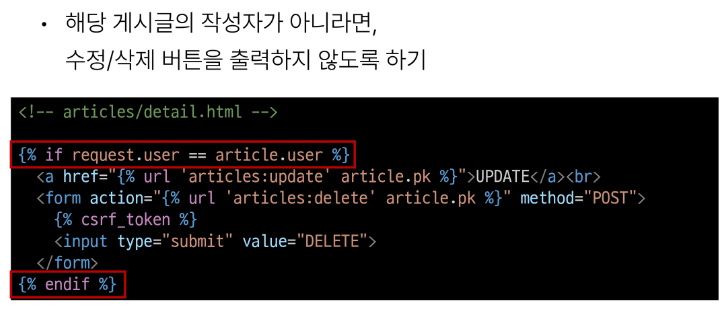 • 해당 게시글의 작성자가 아니라면,
수정/삭제 버튼을 출력하지 않도록 하기
<!-- articles/detail.html -->
{% if request.user == article.user %}
<a href="{% url 'articles:update' article.pk %}">UPDATE</a><br>
<form action="{% url 'articles:delete' article.pk %}" method="POST">
{% csrf_token %}
<input type="submit" value="DELETE">
</form>
{% endif %}